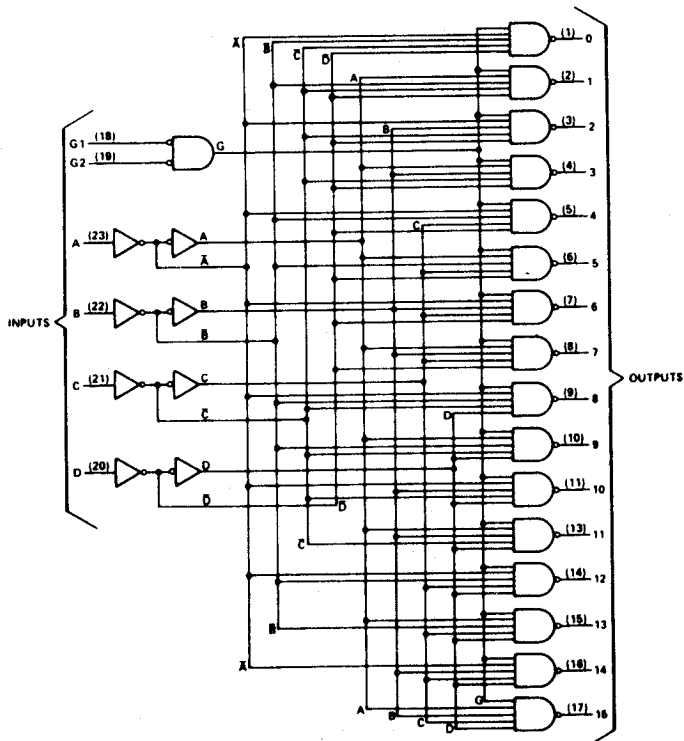 A̅ B̅ C̅ D̅ (1) 0
A (2) 1
B (3) 2
G1 (18) G
G2 (19) (4) 3
C (5) 4
A (23) A
A̅ (6) 5
B (22) B (7) 6
INPUTS
B̅ (8) 7
OUTPUTS
C (21) C (9) 8
C̅ D (10) 9
D (20) D (11) 10
D̅ D̅
C̅ (13) 11
(14) 12
B̅ (15) 13
A̅ (16) 14
G
A B C D (17) 15